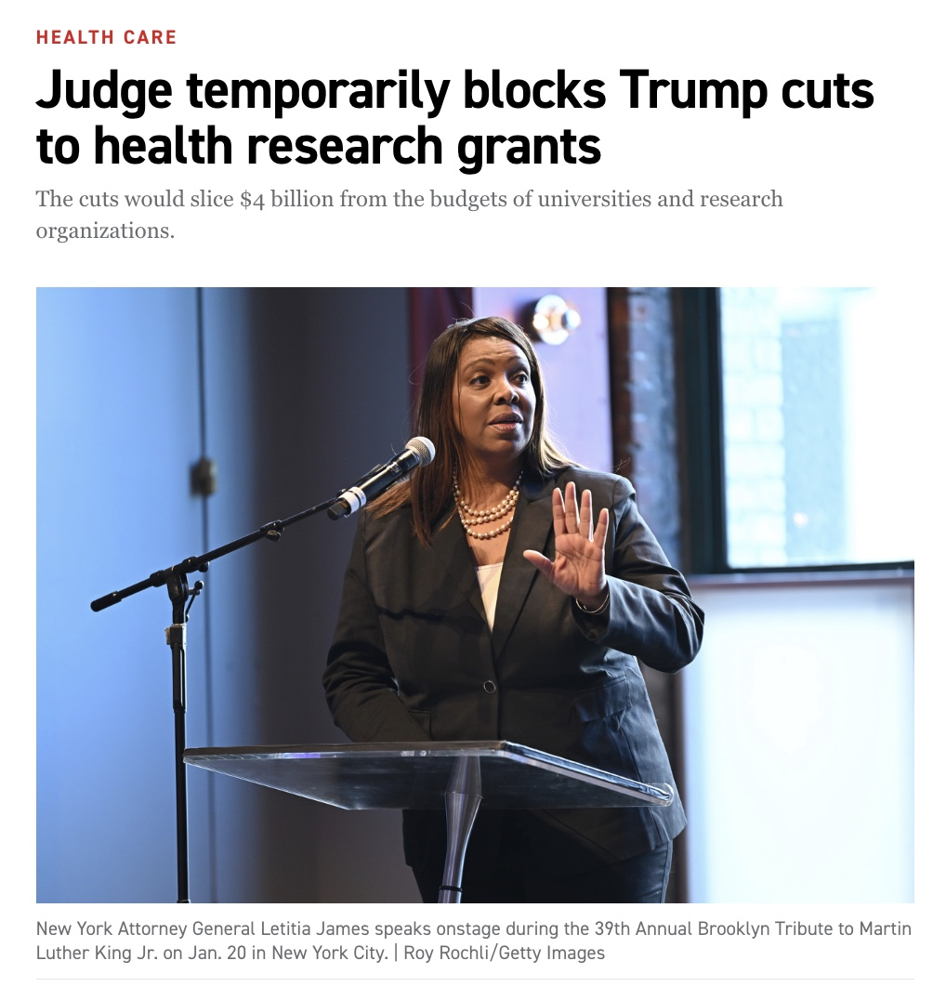 HEALTH CARE
Judge temporarily blocks Trump cuts
to health research grants
The cuts would slice $4 billion from the budgets of universities and research
organizations.
New York Attorney General Letitia James speaks onstage during the 39th Annual Brooklyn Tribute to Martin
Luther King Jr. on Jan. 20 in New York City. | Roy Rochli/Getty Images